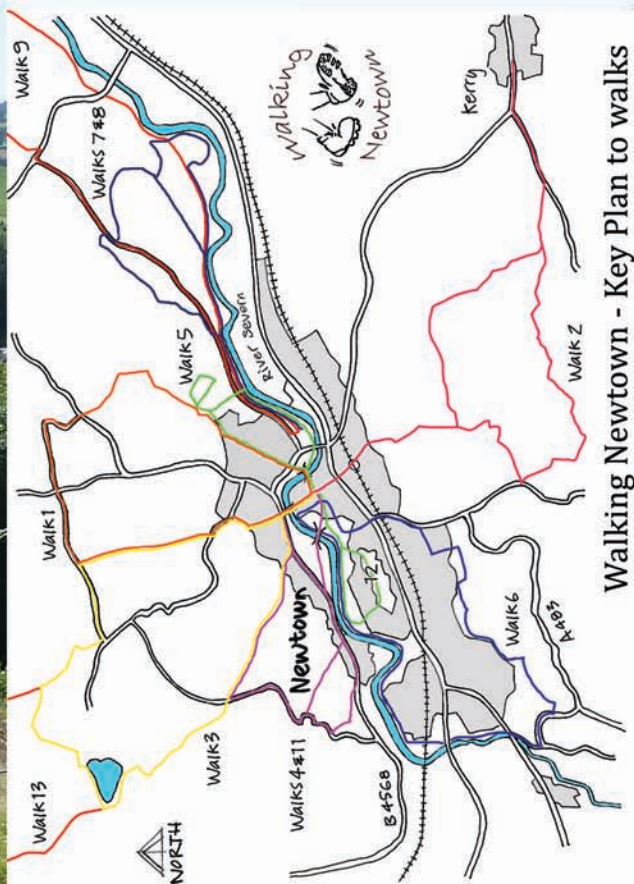 Walk 9
Walks 7&8
Walking
Newtown
Kerry
Walk 5
River Severn
Walk 2
Walk 1
Newtown
12
Walk 6
A483
Walk 3
Walks 4&11
B4568
Walk 13
NORTH
Walking Newtown - Key Plan to walks